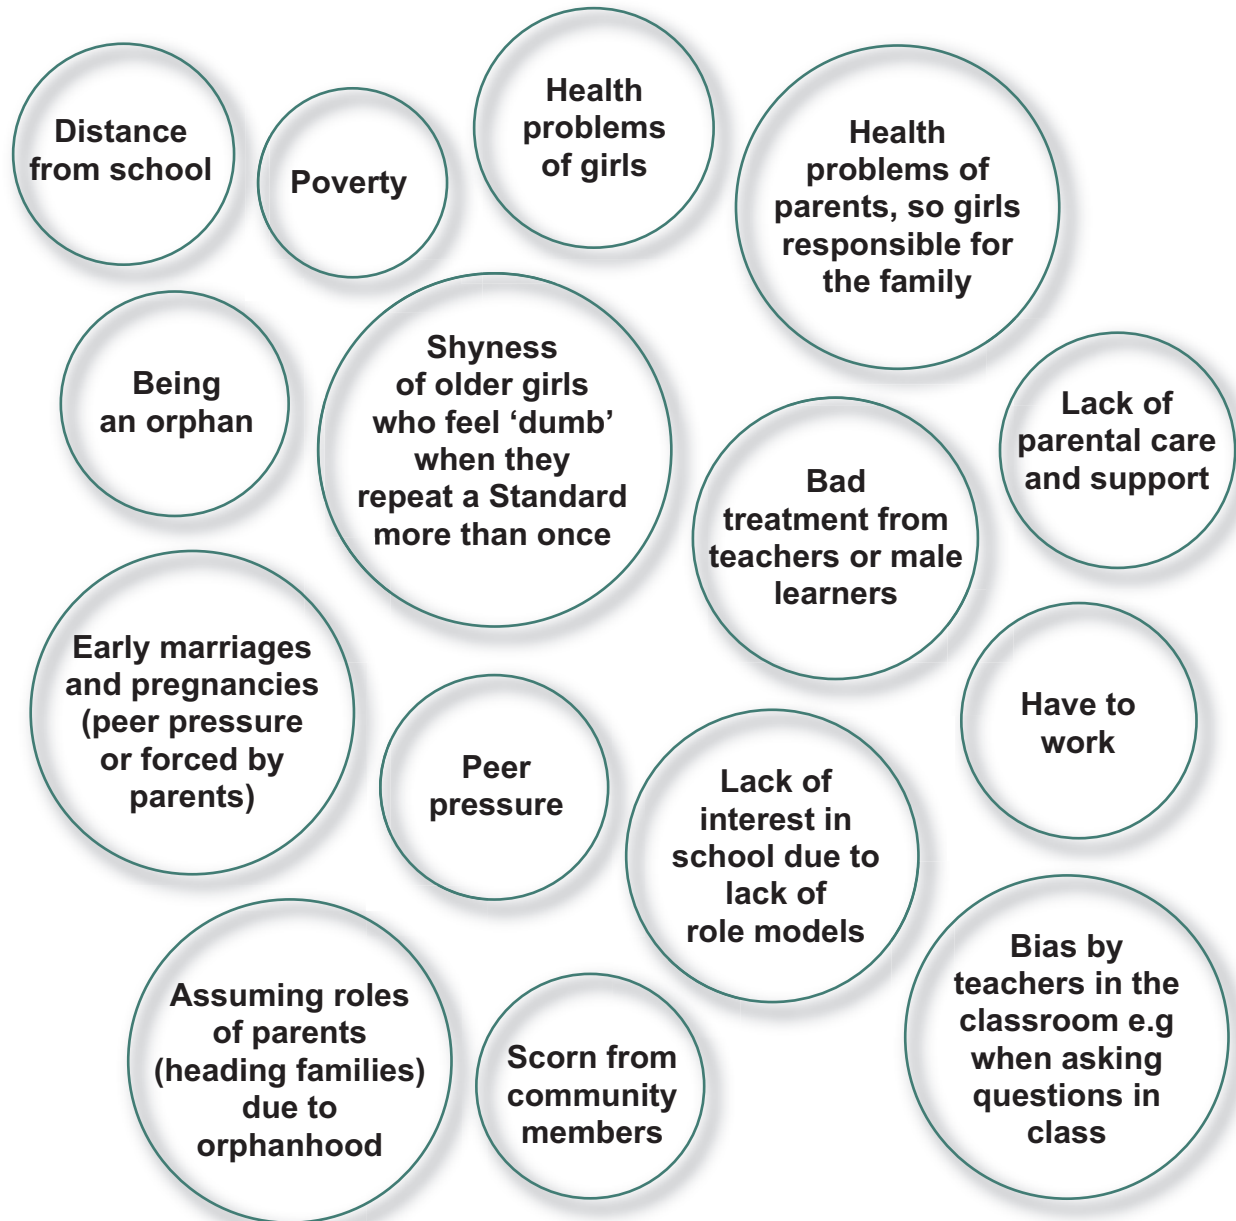 Distance
from school
Poverty
Health
problems
of girls
Health
problems of
parents, so girls
responsible for
the family
Being
an orphan
Shyness
of older girls
who feel ‘dumb’
when they
repeat a Standard
more than once
Bad
treatment from
teachers or male
learners
Lack of
parental care
and support
Early marriages
and pregnancies
(peer pressure
or forced by
parents)
Peer
pressure
Lack of
interest in
school due to
lack of
role models
Have to
work
Assuming roles
of parents
(heading families)
due to
orphanhood
Scorn from
community
members
Bias by
teachers in the
classroom e.g
when asking
questions in
class